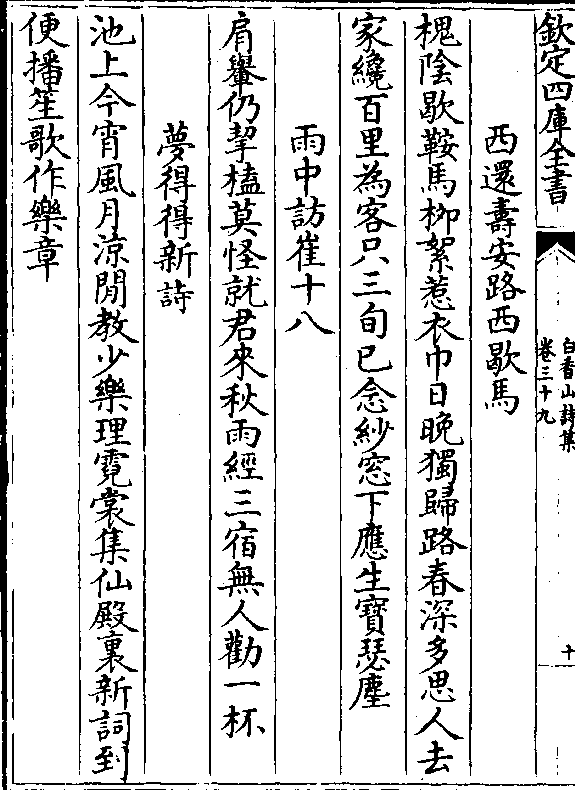 欽定四庫全書
白香山詩集
卷三十九
十
西還壽安路西歇馬
槐陰歇鞍馬柳絮惹衣巾日晚獨歸路春深多思人去
家纔百里為客只三旬已念紗窓下應生寳瑟塵
雨中訪崔十八
肩轝仍挈榼莫怪就君來秋雨經三宿無人勸一杯
夢得得新詩
池上今宵風月涼閒教少樂理霓裳集仙殿裏新詞到
便播笙歌作樂章